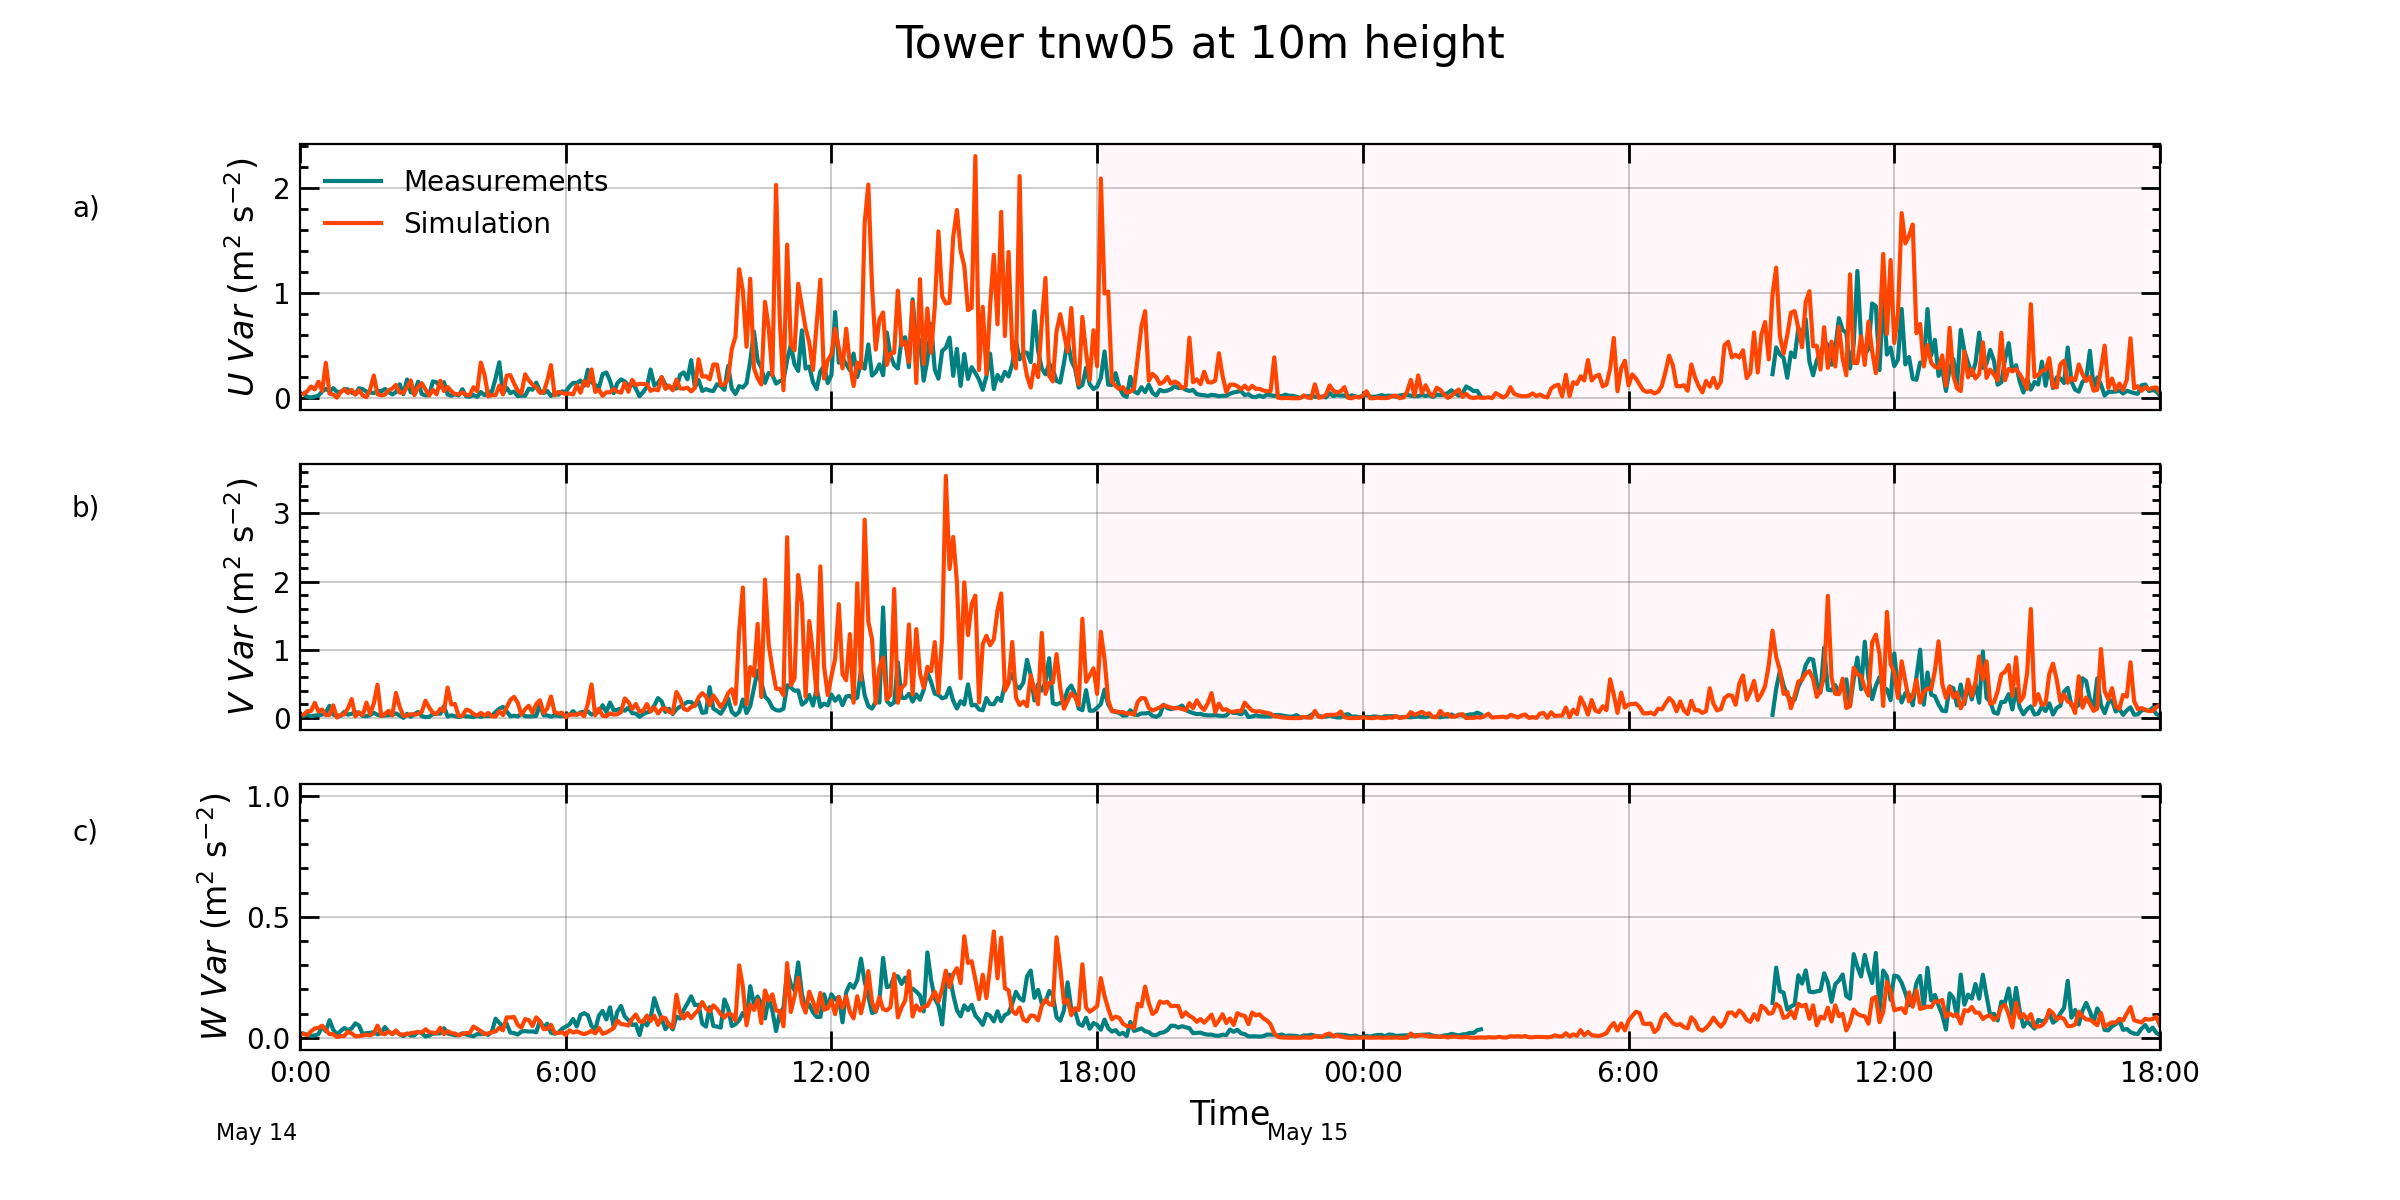 Tower tnw05 at 10m height
a)
U Var (m² s⁻²)
2
1
0
Measurements
Simulation
b)
V Var (m² s⁻²)
3
2
1
0
c)
W Var (m² s⁻²)
1.0
0.5
0.0
0:00 6:00 12:00 18:00 00:00 6:00 12:00 18:00
Time
May 14 May 15